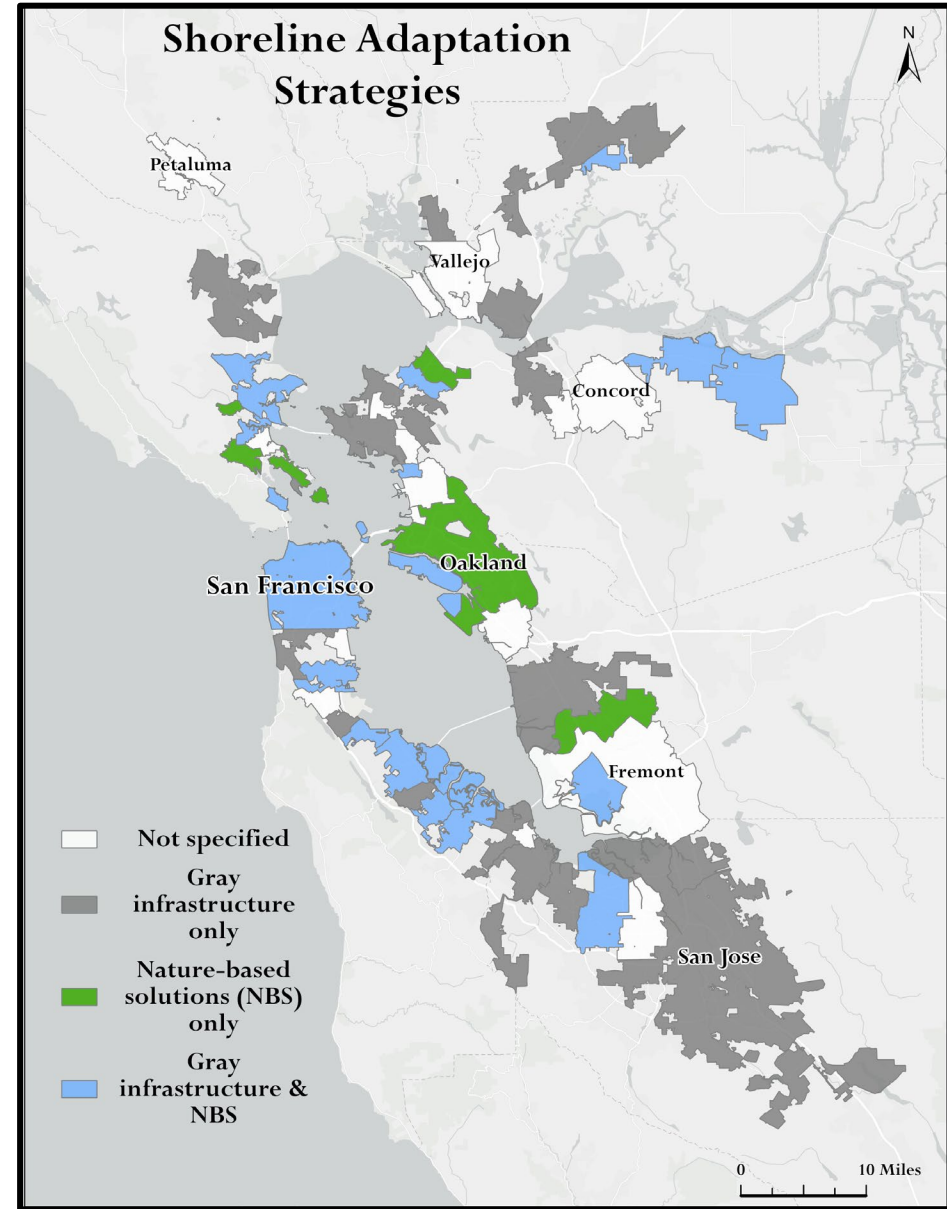 Shoreline Adaptation
Strategies
N
Petaluma
Vallejo
Concord
Oakland
San Francisco
Fremont
San Jose
Not specified
Gray
infrastructure
only
Nature-based
solutions (NBS)
only
Gray
infrastructure &
NBS
0 10 Miles